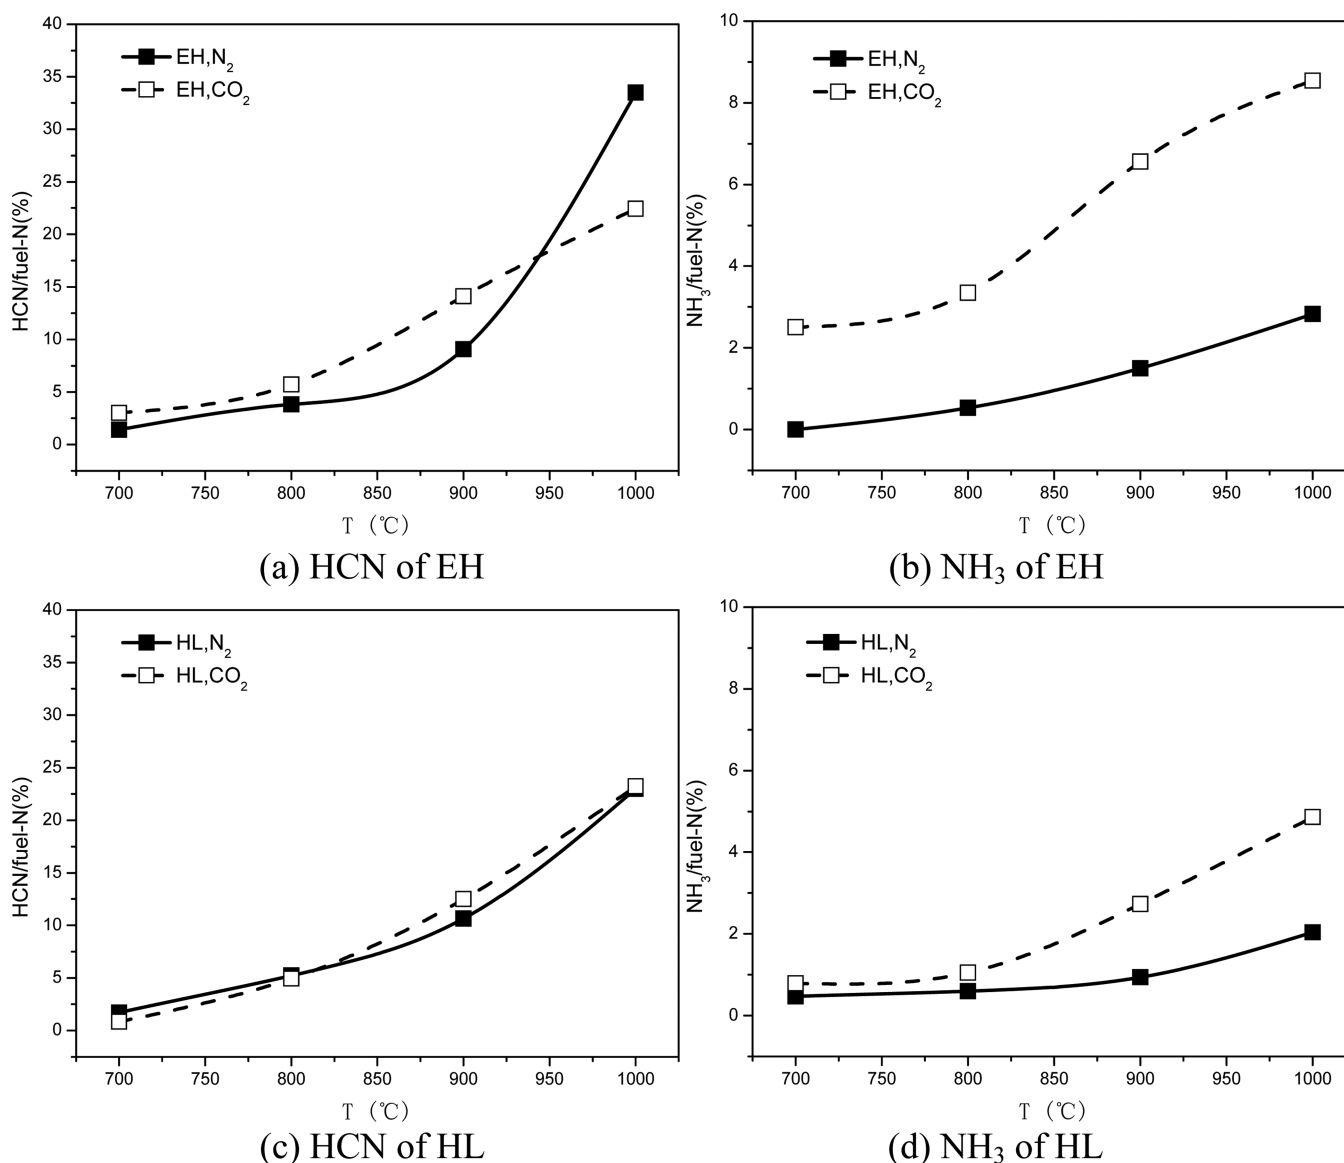 EH,N₂
EH,CO₂
HCN/fuel-N(%)
40
35
30
25
20
15
10
5
0
700 750 800 850 900 950 1000
T (℃)
(a) HCN of EH
EH,N₂
EH,CO₂
NH₃/fuel-N(%)
10
8
6
4
2
0
700 750 800 850 900 950 1000
T (℃)
(b) NH₃ of EH
HL,N₂
HL,CO₂
HCN/fuel-N(%)
40
35
30
25
20
15
10
5
0
700 750 800 850 900 950 1000
T (℃)
(c) HCN of HL
HL,N₂
HL,CO₂
NH₃/fuel-N(%)
10
8
6
4
2
0
700 750 800 850 900 950 1000
T (℃)
(d) NH₃ of HL